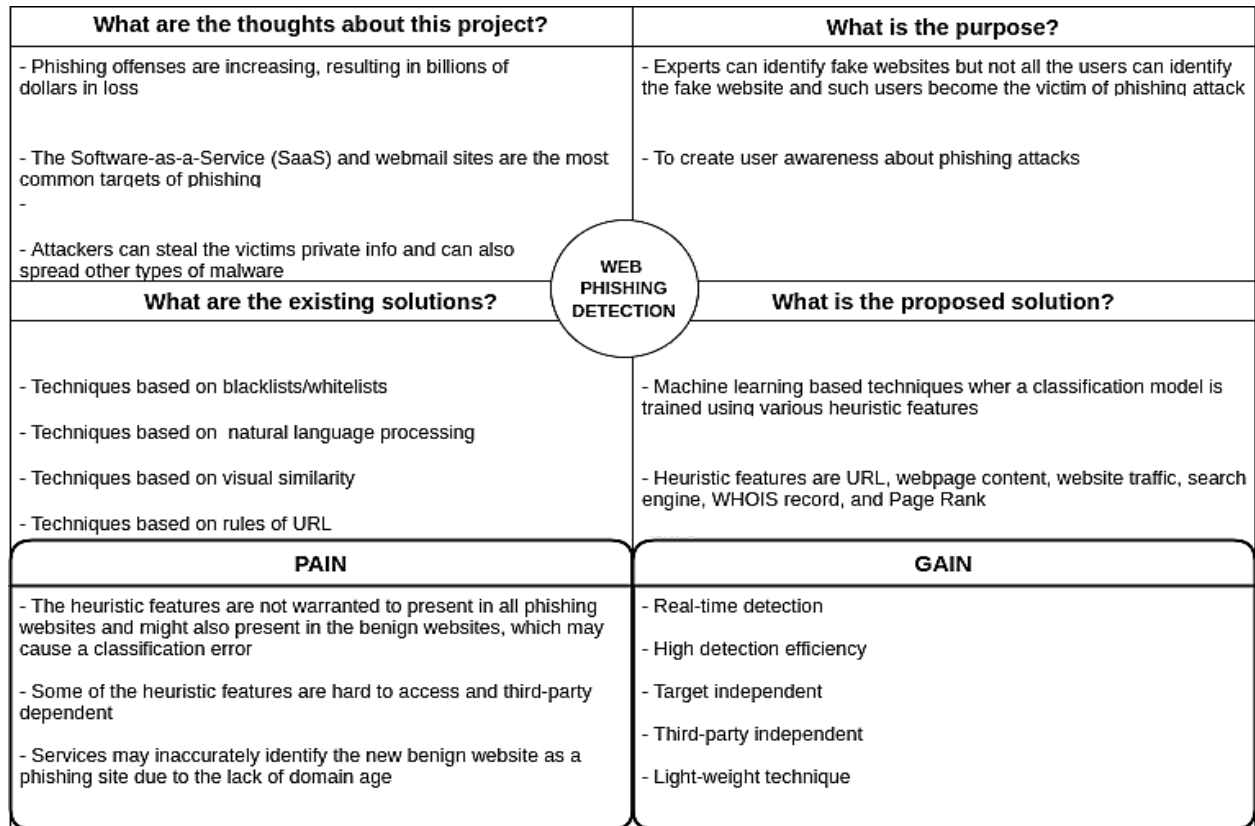 What are the thoughts about this project?
- Phishing offenses are increasing, resulting in billions of
dollars in loss
- The Software-as-a-Service (SaaS) and webmail sites are the most
common targets of phishing
-
- Attackers can steal the victims private info and can also
spread other types of malware
What is the purpose?
- Experts can identify fake websites but not all the users can identify
the fake website and such users become the victim of phishing attack
- To create user awareness about phishing attacks
WEB
PHISHING
DETECTION
What are the existing solutions?
- Techniques based on blacklists/whitelists
- Techniques based on  natural language processing
- Techniques based on visual similarity
- Techniques based on rules of URL
What is the proposed solution?
- Machine learning based techniques wher a classification model is
trained using various heuristic features
- Heuristic features are URL, webpage content, website traffic, search
engine, WHOIS record, and Page Rank
PAIN
- The heuristic features are not warranted to present in all phishing
websites and might also present in the benign websites, which may
cause a classification error
- Some of the heuristic features are hard to access and third-party
dependent
- Services may inaccurately identify the new benign website as a
phishing site due to the lack of domain age
GAIN
- Real-time detection
- High detection efficiency
- Target independent
- Third-party independent
- Light-weight technique